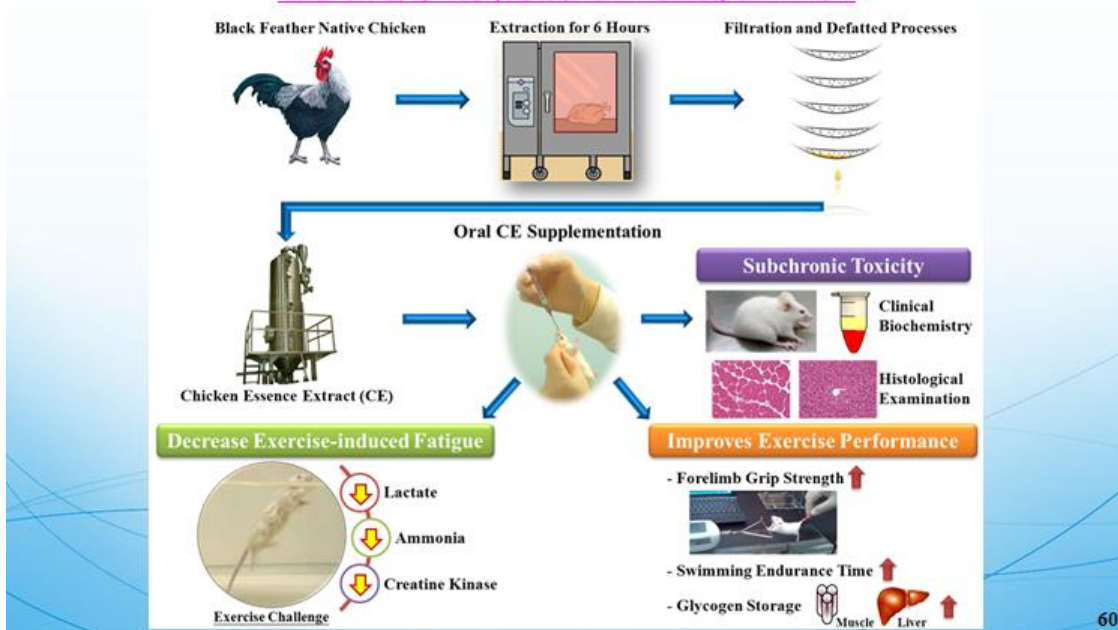 Black Feather Native Chicken
Extraction for 6 Hours
Filtration and Defatted Processes
Oral CE Supplementation
Chicken Essence Extract (CE)
Subchronic Toxicity
Clinical
Biochemistry
Histological
Examination
Decrease Exercise-induced Fatigue
Lactate
Ammonia
Creatine Kinase
Exercise Challenge
Improves Exercise Performance
- Forelimb Grip Strength
- Swimming Endurance Time
- Glycogen Storage
Muscle
Liver
60